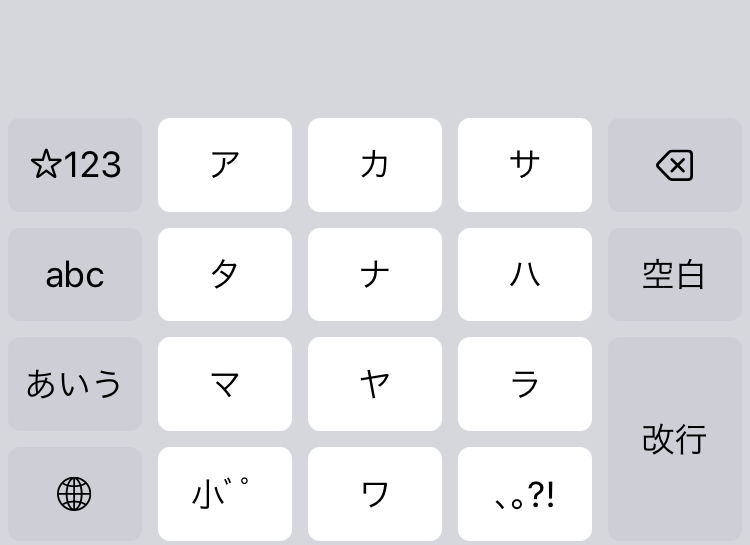 ☆123 ア カ サ
abc タ ナ ハ 空白
あいう マ ヤ ラ 改行
小゛゜ ワ 、。?!